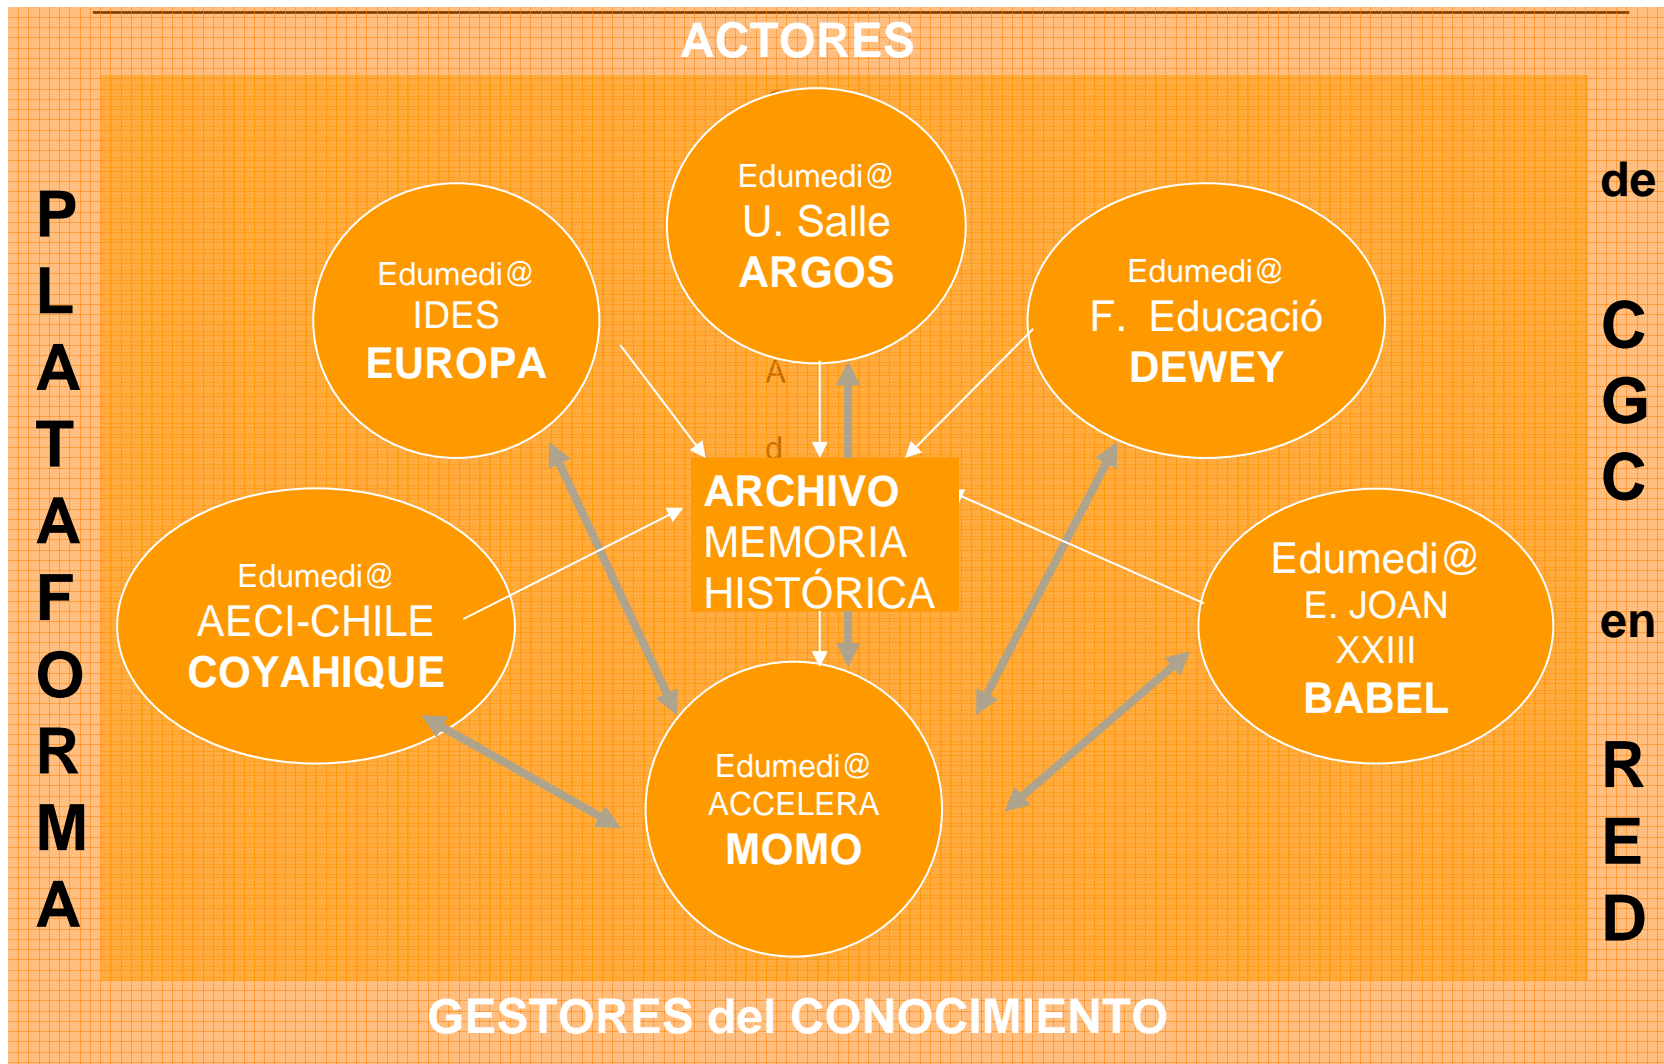 ACTORES
PLATAFORMA
de
CGC
en
RED
Edumedi@
U. Salle
ARGOS
Edumedi@
IDES
EUROPA
Edumedi@
F. Educació
DEWEY
A
d
ARCHIVO
MEMORIA
HISTÓRICA
Edumedi@
AECI-CHILE
COYAHIQUE
Edumedi@
E. JOAN
XXIII
BABEL
Edumedi@
ACCELERA
MOMO
GESTORES del CONOCIMIENTO